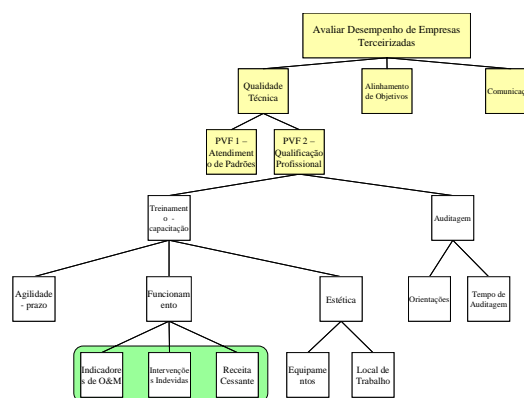 Avaliar Desempenho de Empresas
Terceirizadas
Qualidade
Técnica
Alinhamento
de Objetivos
Comunicaç
PVF 1 –
Atendiment
o de Padrões
PVF 2 –
Qualificação
Profissional
Treinament
o -
capacitação
Auditagem
Agilidade
- prazo
Funcionam
ento
Estética
Orientações
Tempo de
Auditagem
Indicadore
s de O&M
Intervençõe
s Indevidas
Receita
Cessante
Equipam
entos
Local de
Trabalho